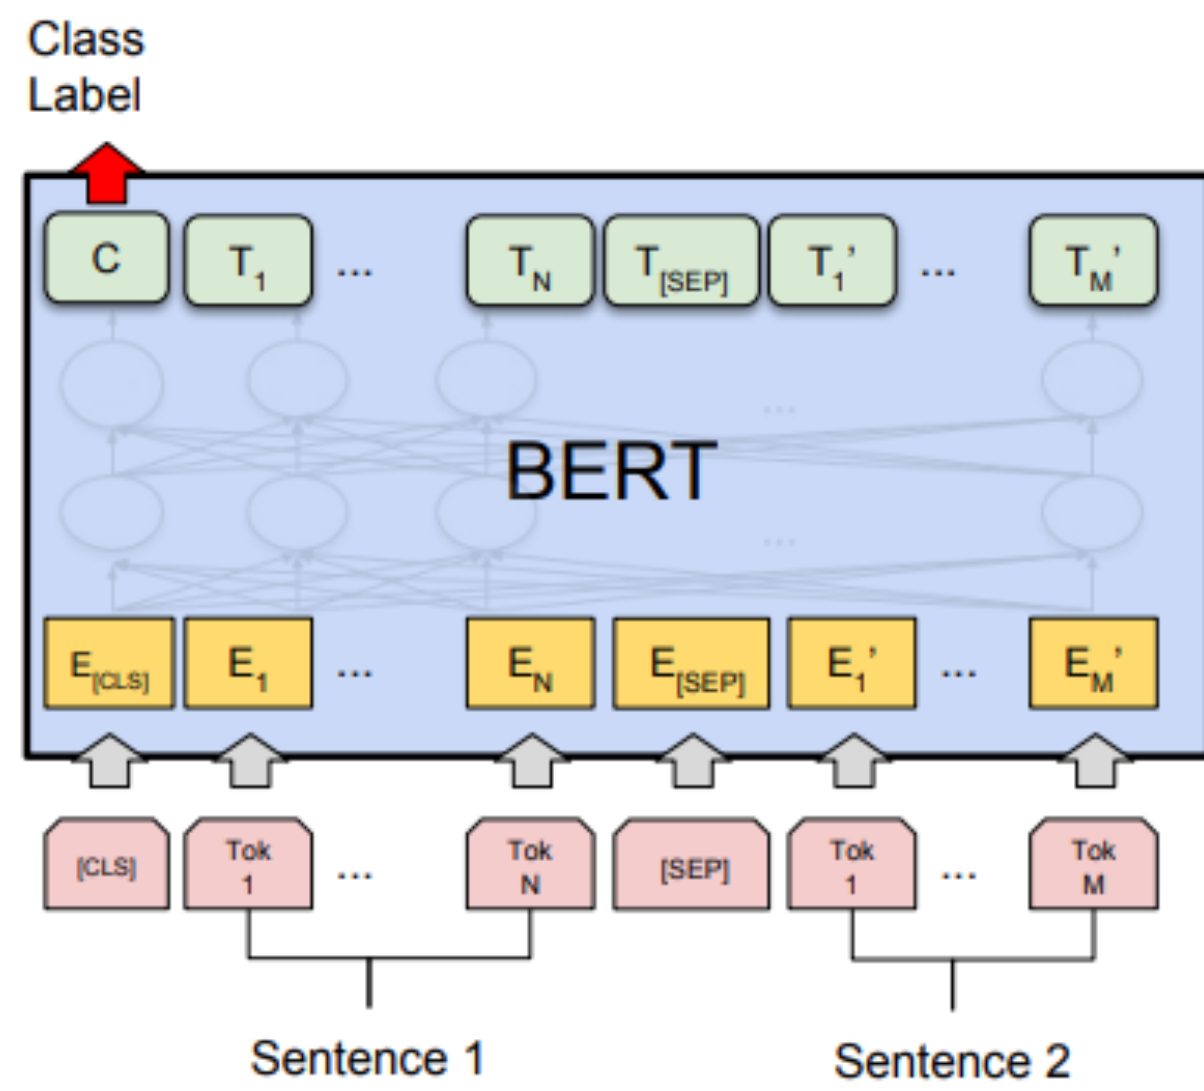 Class
Label
C T1 ... TN T[SEP] T1’ ... TM’
...
BERT
...
E[CLS] E1 ... EN E[SEP] E1’ ... EM’
[CLS] Tok 1 ... Tok N [SEP] Tok 1 ... Tok M
Sentence 1 Sentence 2